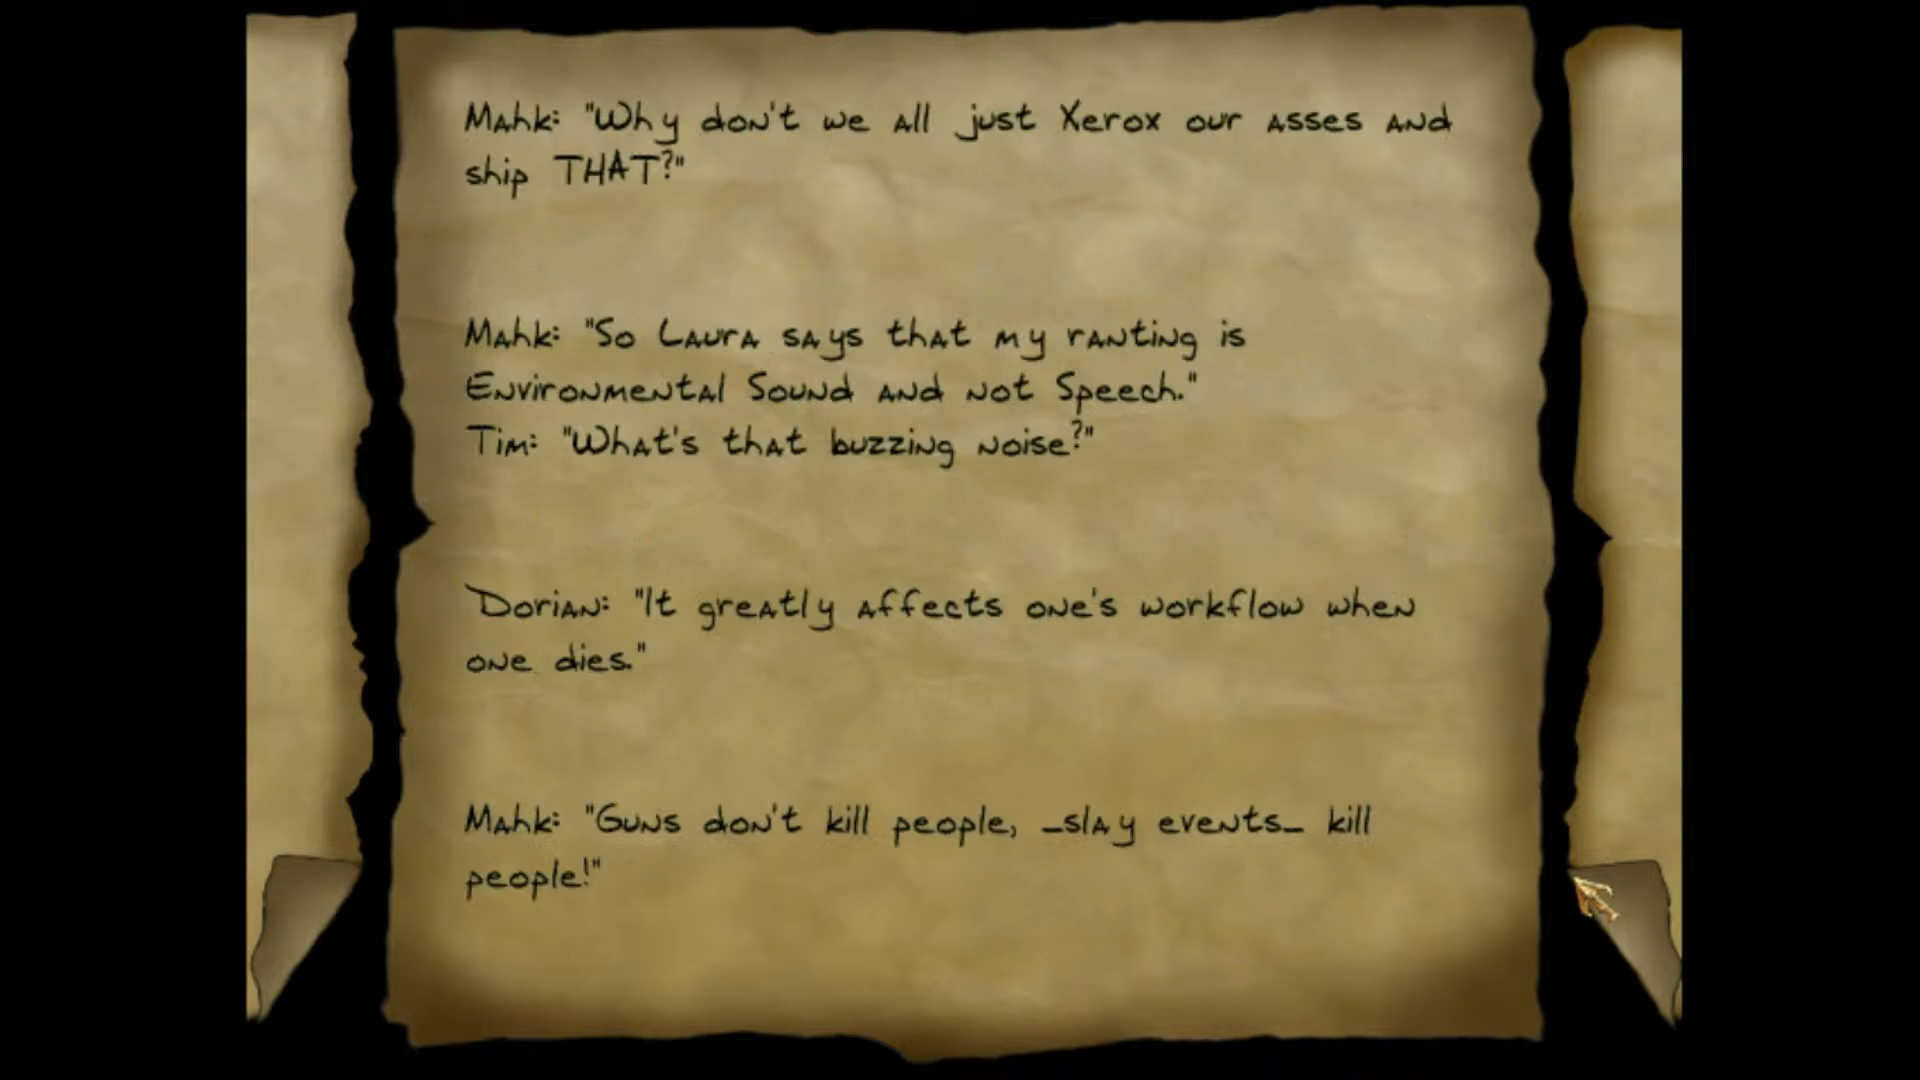 Mahk: "Why don't we all just Xerox our asses and
ship THAT?"
Mahk: "So Laura says that my ranting is
Environmental Sound and not Speech."
Tim: "What's that buzzing noise?"
Dorian: "It greatly affects one's workflow when
one dies."
Mahk: "Guns don't kill people, _slay events_ kill
people!"